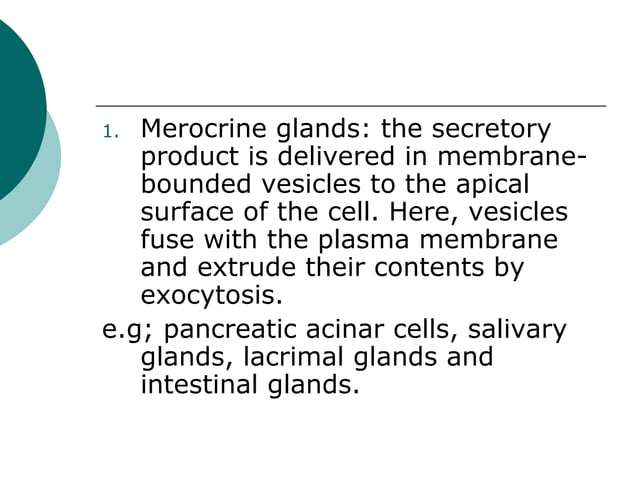 1. Merocrine glands: the secretory
product is delivered in membrane-
bounded vesicles to the apical
surface of the cell. Here, vesicles
fuse with the plasma membrane
and extrude their contents by
exocytosis.
e.g; pancreatic acinar cells, salivary
glands, lacrimal glands and
intestinal glands.